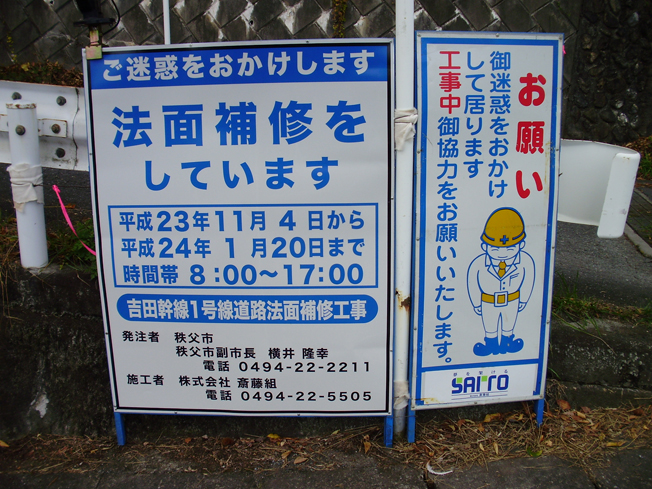 ご迷惑をおかけします
法面補修を
しています
平成23年11月 4日から
平成24年 1月20日まで
時間帯 8:00〜17:00
吉田幹線1号線道路法面補修工事
発注者 秩父市
秩父市副市長 横井 隆幸
電話 0494-22-2211
施工者 株式会社 斎藤組
電話 0494-22-5505
お願い
御迷惑をおかけ
して居ります
工事中御協力をお願いいたします。
SAITO